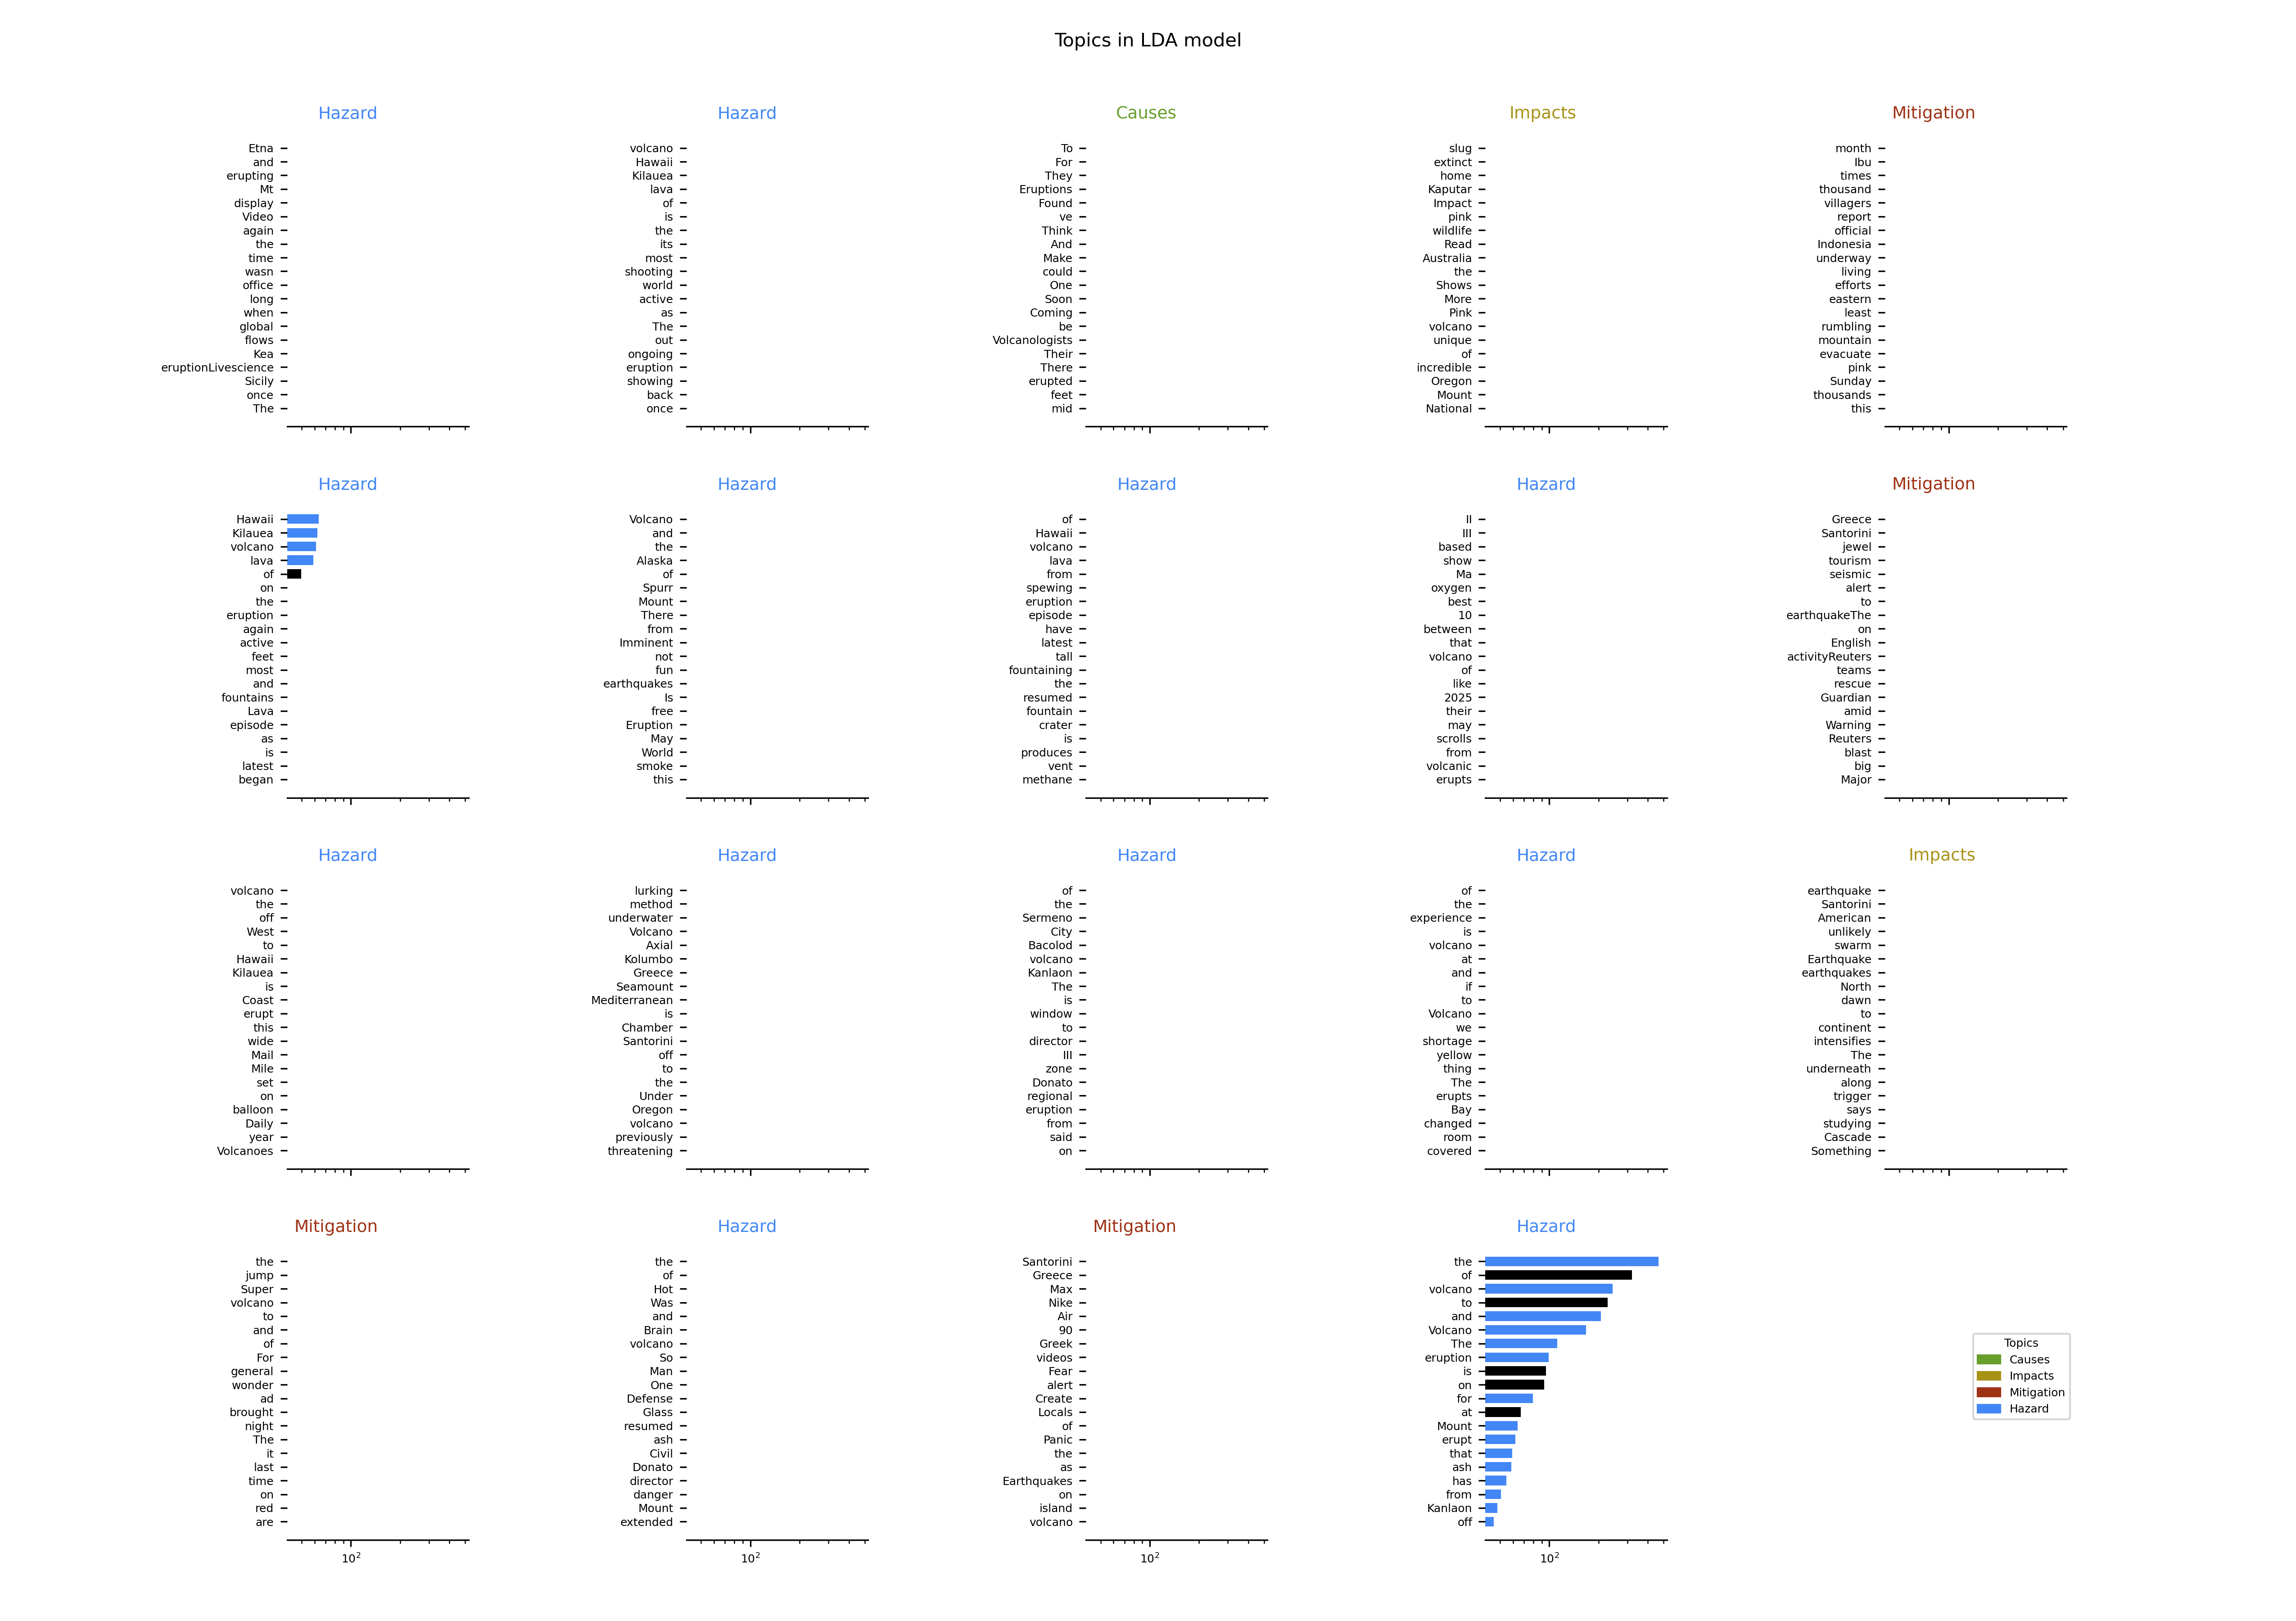 Topics in LDA model
Hazard
Etna
and
erupting
Mt
display
Video
again
the
time
wasn
office
long
when
global
flows
Kea
eruptionLivescience
Sicily
once
The
Hazard
volcano
Hawaii
Kilauea
lava
of
is
the
its
most
shooting
world
active
as
The
out
ongoing
eruption
showing
back
once
Causes
To
For
They
Eruptions
Found
ve
Think
And
Make
could
One
Soon
Coming
be
Volcanologists
Their
There
erupted
feet
mid
Impacts
slug
extinct
home
Kaputar
Impact
pink
wildlife
Read
Australia
the
Shows
More
Pink
volcano
unique
of
incredible
Oregon
Mount
National
Mitigation
month
Ibu
times
thousand
villagers
report
official
Indonesia
underway
living
efforts
eastern
least
rumbling
mountain
evacuate
pink
Sunday
thousands
this
Hazard
Hawaii
Kilauea
volcano
lava
of
on
the
eruption
again
active
feet
most
and
fountains
Lava
episode
as
is
latest
began
Hazard
Volcano
and
the
Alaska
of
Spurr
Mount
There
from
Imminent
not
fun
earthquakes
Is
free
Eruption
May
World
smoke
this
Hazard
of
Hawaii
volcano
lava
from
spewing
eruption
episode
have
latest
tall
fountaining
the
resumed
fountain
crater
is
produces
vent
methane
Hazard
II
III
based
show
Ma
oxygen
best
10
between
that
volcano
of
like
2025
their
may
scrolls
from
volcanic
erupts
Mitigation
Greece
Santorini
jewel
tourism
seismic
alert
to
earthquakeThe
on
English
activityReuters
teams
rescue
Guardian
amid
Warning
Reuters
blast
big
Major
Hazard
volcano
the
off
West
to
Hawaii
Kilauea
is
Coast
erupt
this
wide
Mail
Mile
set
on
balloon
Daily
year
Volcanoes
Hazard
lurking
method
underwater
Volcano
Axial
Kolumbo
Greece
Seamount
Mediterranean
is
Chamber
Santorini
off
to
the
Under
Oregon
volcano
previously
threatening
Hazard
of
the
Sermeno
City
Bacolod
volcano
Kanlaon
The
is
window
to
director
III
zone
Donato
regional
eruption
from
said
on
Hazard
of
the
experience
is
volcano
at
and
if
to
Volcano
we
shortage
yellow
thing
The
erupts
Bay
changed
room
covered
Impacts
earthquake
Santorini
American
unlikely
swarm
Earthquake
earthquakes
North
dawn
to
continent
intensifies
The
underneath
along
trigger
says
studying
Cascade
Something
Mitigation
the
jump
Super
volcano
to
and
of
For
general
wonder
ad
brought
night
The
it
last
time
on
red
are
10²
Hazard
the
of
Hot
Was
and
Brain
volcano
So
Man
One
Defense
Glass
resumed
ash
Civil
Donato
director
danger
Mount
extended
10²
Mitigation
Santorini
Greece
Max
Nike
Air
90
Greek
videos
Fear
alert
Create
Locals
of
Panic
the
as
Earthquakes
on
island
volcano
10²
Hazard
the
of
volcano
to
and
Volcano
The
eruption
is
on
for
at
Mount
erupt
that
ash
has
from
Kanlaon
off
10²
Topics
Causes
Impacts
Mitigation
Hazard